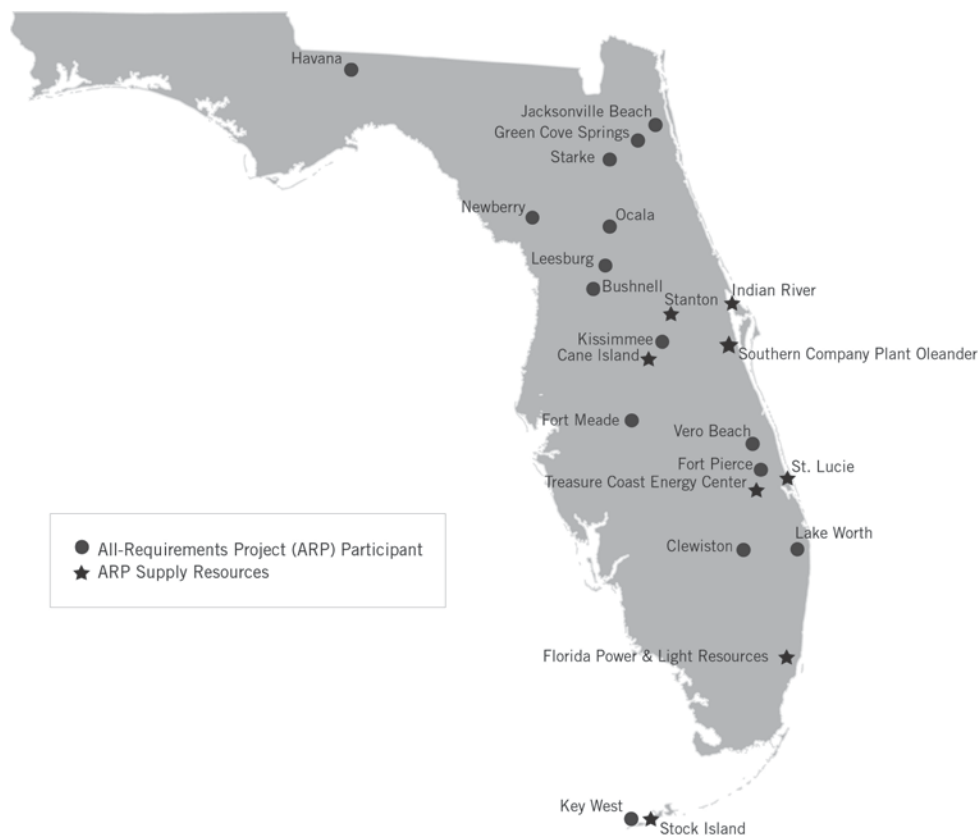 Havana
Jacksonville Beach
Green Cove Springs
Starke
Newberry
Ocala
Leesburg
Bushnell
Stanton
Indian River
Kissimmee
Cane Island
Southern Company Plant Oleander
Fort Meade
Vero Beach
Fort Pierce
St. Lucie
Treasure Coast Energy Center
Lake Worth
Clewiston
All-Requirements Project (ARP) Participant
ARP Supply Resources
Florida Power & Light Resources
Key West
Stock Island